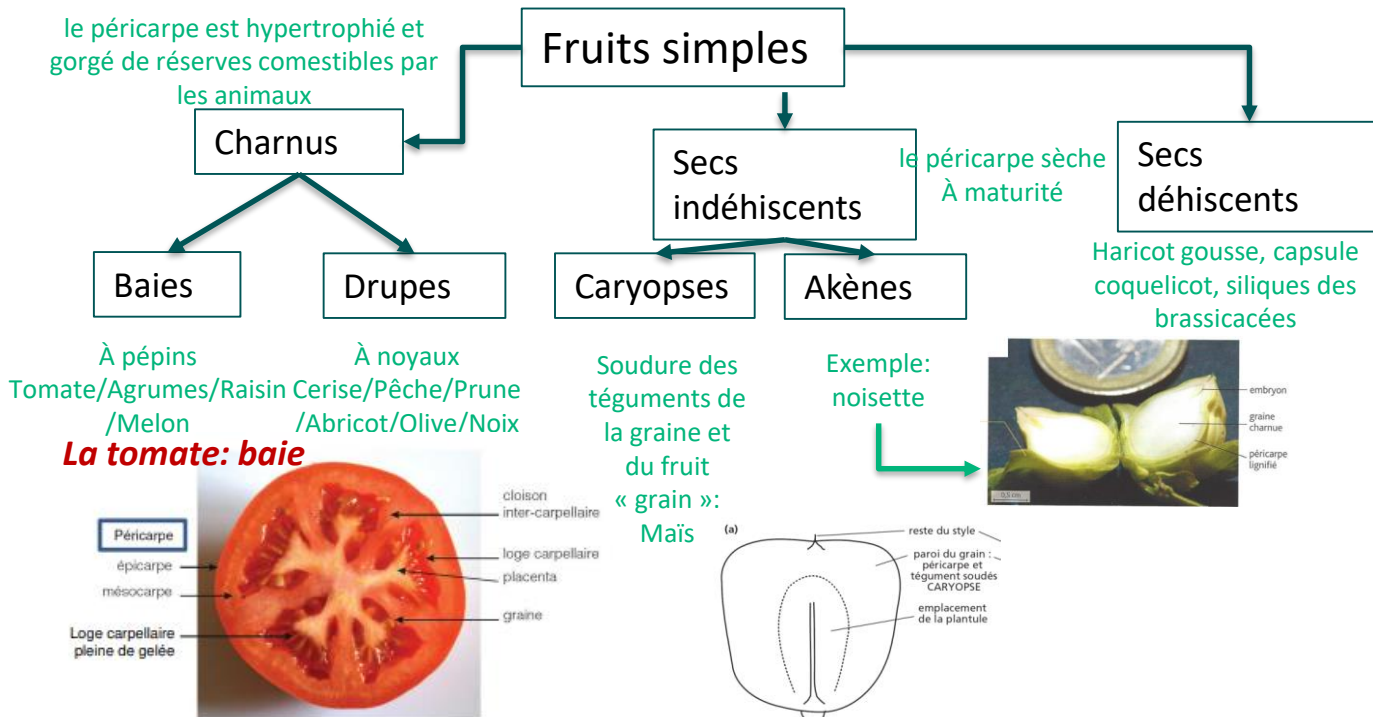 le péricarpe est hypertrophié et
gorgé de réserves comestibles par
les animaux
Fruits simples
Charnus
Secs
indéhiscents
le péricarpe sèche
À maturité
Secs
déhiscents
Baies
Drupes
Caryopses
Akènes
Haricot gousse, capsule
coquelicot, siliques des
brassicacées
À pépins
Tomate/Agrumes/Raisin
/Melon
À noyaux
Cerise/Pêche/Prune
/Abricot/Olive/Noix
Soudure des
téguments de
la graine et
du fruit
« grain »:
Maïs
Exemple:
noisette
embryon
graine
charnue
péricarpe
lignifié
0,5 cm
La tomate: baie
Péricarpe
épicarpe
mésocarpe
Loge carpellaire
pleine de gelée
cloison
inter-carpellaire
loge carpellaire
placenta
graine
(a)
reste du style
paroi du grain :
péricarpe et
tégument soudés
CARYOPSE
emplacement
de la plantule